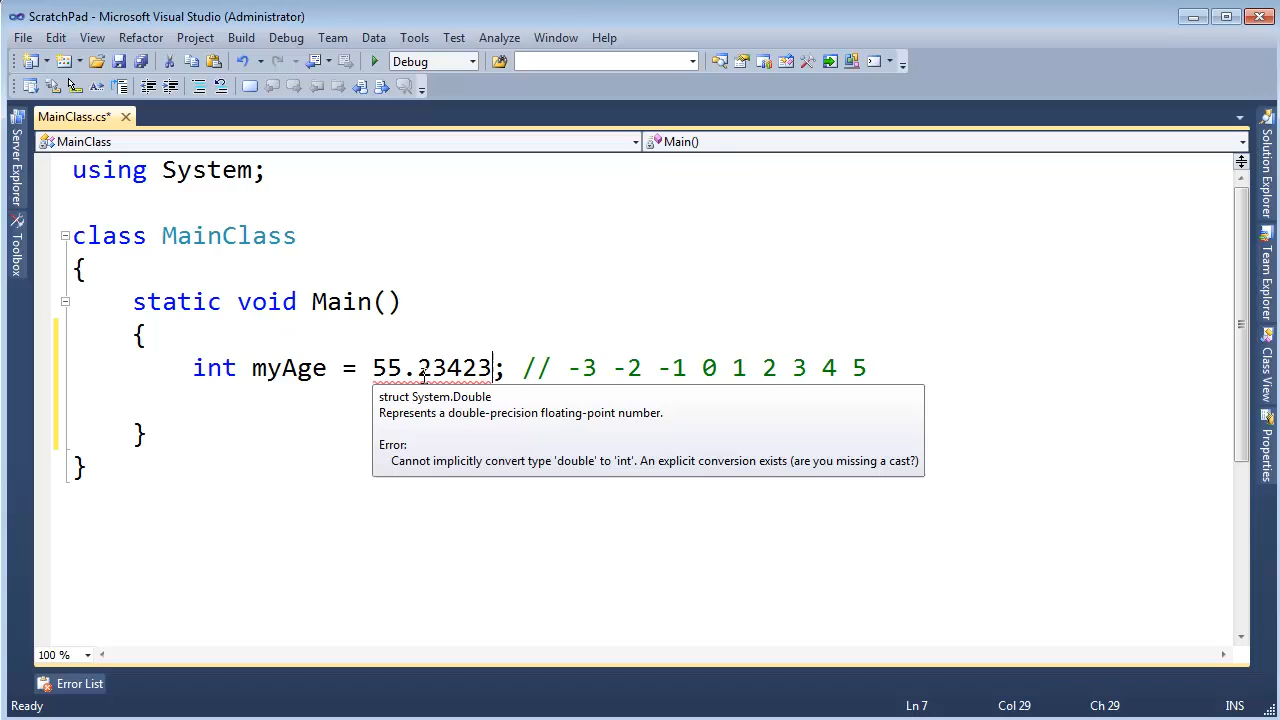 ScratchPad - Microsoft Visual Studio (Administrator)
File Edit View Refactor Project Build Debug Team Data Tools Test Analyze Window Help
Debug
MainClass.cs*
MainClass Main()
using System;
class MainClass
{
static void Main()
{
int myAge = 55.23423; // -3 -2 -1 0 1 2 3 4 5
struct System.Double
Represents a double-precision floating-point number.
Error:
Cannot implicitly convert type 'double' to 'int'. An explicit conversion exists (are you missing a cast?)
}
}
100 %
Error List
Ready Ln 7 Col 29 Ch 29 INS
Server Explorer
Toolbox
Solution Explorer
Team Explorer
Class View
Properties